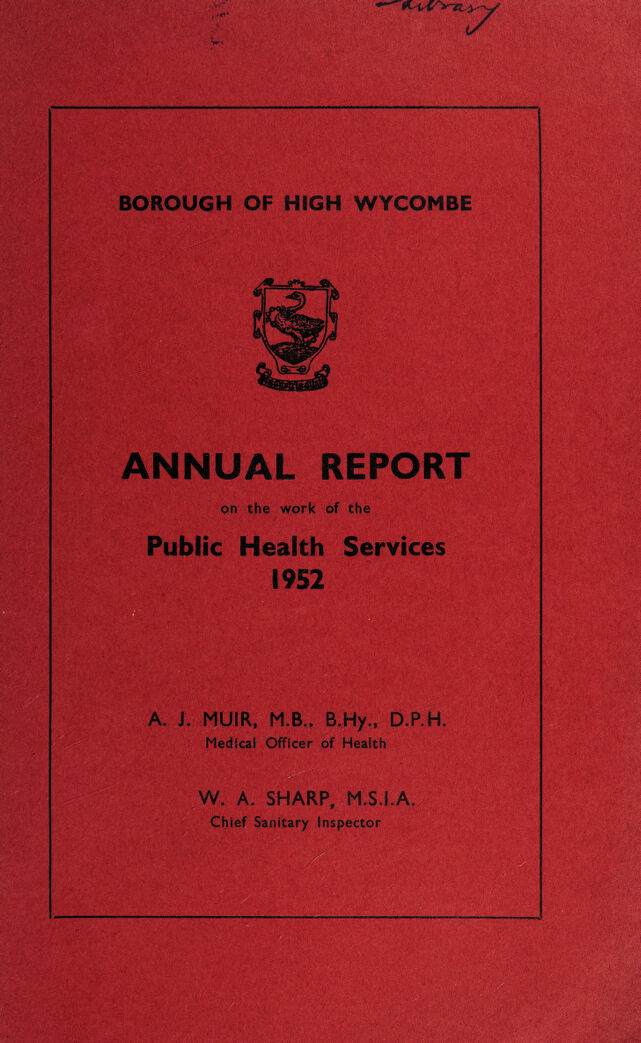 Library
BOROUGH OF HIGH WYCOMBE
ANNUAL REPORT
on the work of the
Public Health Services
1952
A. J. MUIR, M.B., B.Hy., D.P.H.
Medical Officer of Health
W. A. SHARP, M.S.I.A.
Chief Sanitary Inspector